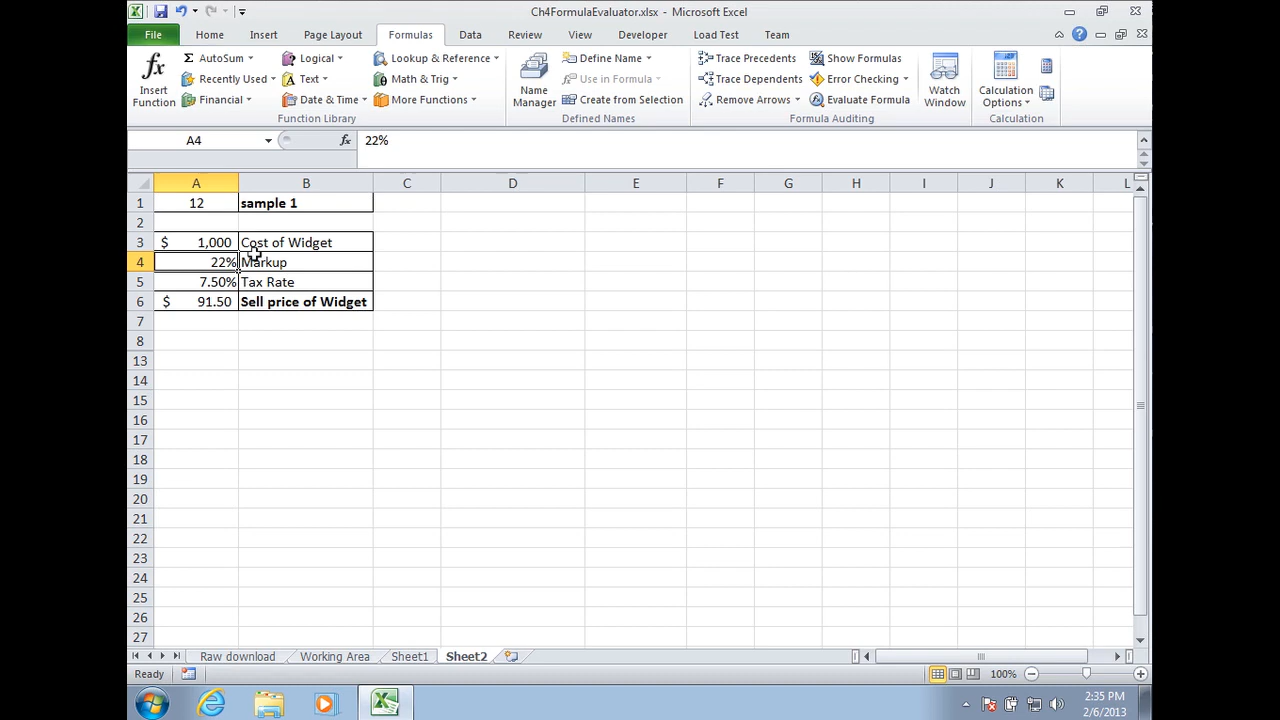 Ch4FormulaEvaluator.xlsx - Microsoft Excel
File Home Insert Page Layout Formulas Data Review View Developer Load Test Team
fx Insert Function
AutoSum
Recently Used
Financial
Logical
Text
Date & Time
Lookup & Reference
Math & Trig
More Functions
Function Library
Name Manager
Define Name
Use in Formula
Create from Selection
Defined Names
Trace Precedents
Trace Dependents
Remove Arrows
Show Formulas
Error Checking
Evaluate Formula
Watch Window
Formula Auditing
Calculation Options
Calculation
A4 fx 22%
A B C D E F G H I J K L
1 12 sample 1
2
3 $ 1,000 Cost of Widget
4 22% Markup
5 7.50% Tax Rate
6 $ 91.50 Sell price of Widget
7
8
13
14
15
16
17
18
19
20
21
22
23
24
25
26
27
Raw download Working Area Sheet1 Sheet2
Ready 100%
2:35 PM
2/6/2013